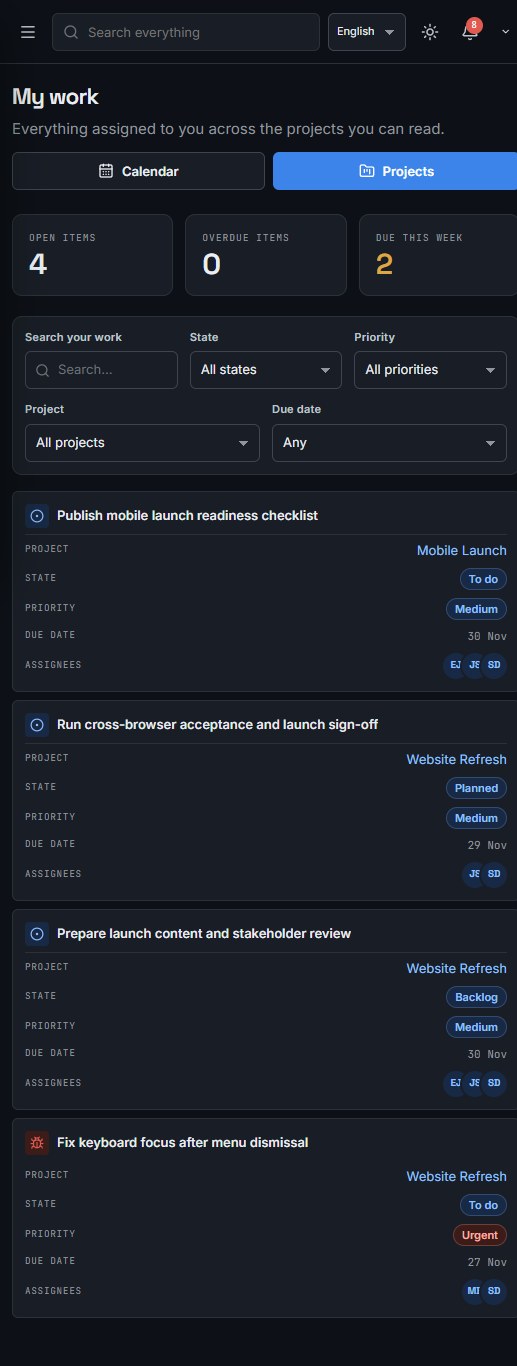 Search everything
English
8
My work
Everything assigned to you across the projects you can read.
Calendar
Projects
OPEN ITEMS
4
OVERDUE ITEMS
0
DUE THIS WEEK
2
Search your work
State
Priority
Search...
All states
All priorities
Project
Due date
All projects
Any
Publish mobile launch readiness checklist
PROJECT
Mobile Launch
STATE
To do
PRIORITY
Medium
DUE DATE
30 Nov
ASSIGNEES
EJ JS SD
Run cross-browser acceptance and launch sign-off
PROJECT
Website Refresh
STATE
Planned
PRIORITY
Medium
DUE DATE
29 Nov
ASSIGNEES
JS SD
Prepare launch content and stakeholder review
PROJECT
Website Refresh
STATE
Backlog
PRIORITY
Medium
DUE DATE
30 Nov
ASSIGNEES
EJ JS SD
Fix keyboard focus after menu dismissal
PROJECT
Website Refresh
STATE
To do
PRIORITY
Urgent
DUE DATE
27 Nov
ASSIGNEES
MI SD